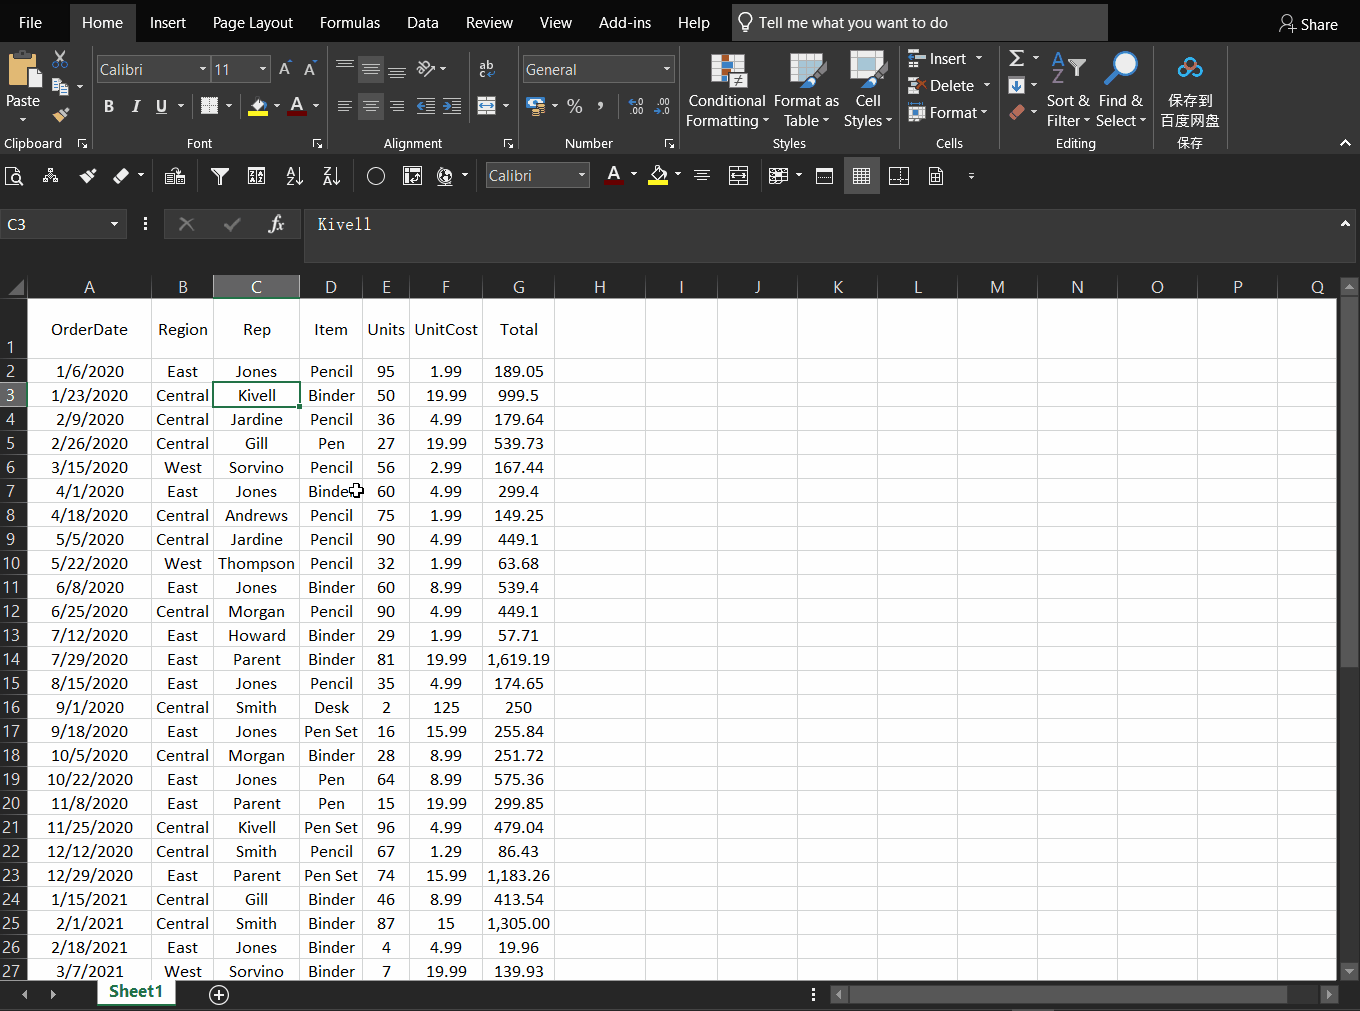 File Home Insert Page Layout Formulas Data Review View Add-ins Help Tell me what you want to do Share
Calibri 11 General Insert
Delete
Paste Conditional Formatting Format as Table Cell Styles Format Sort & Filter Find & Select 保存到 百度网盘
Clipboard Font Alignment Number Styles Cells Editing 保存
Calibri
C3 Kivell
A B C D E F G H I J K L M N O P Q
1 OrderDate Region Rep Item Units UnitCost Total
2 1/6/2020 East Jones Pencil 95 1.99 189.05
3 1/23/2020 Central Kivell Binder 50 19.99 999.5
4 2/9/2020 Central Jardine Pencil 36 4.99 179.64
5 2/26/2020 Central Gill Pen 27 19.99 539.73
6 3/15/2020 West Sorvino Pencil 56 2.99 167.44
7 4/1/2020 East Jones Binder 60 4.99 299.4
8 4/18/2020 Central Andrews Pencil 75 1.99 149.25
9 5/5/2020 Central Jardine Pencil 90 4.99 449.1
10 5/22/2020 West Thompson Pencil 32 1.99 63.68
11 6/8/2020 East Jones Binder 60 8.99 539.4
12 6/25/2020 Central Morgan Pencil 90 4.99 449.1
13 7/12/2020 East Howard Binder 29 1.99 57.71
14 7/29/2020 East Parent Binder 81 19.99 1,619.19
15 8/15/2020 East Jones Pencil 35 4.99 174.65
16 9/1/2020 Central Smith Desk 2 125 250
17 9/18/2020 East Jones Pen Set 16 15.99 255.84
18 10/5/2020 Central Morgan Binder 28 8.99 251.72
19 10/22/2020 East Jones Pen 64 8.99 575.36
20 11/8/2020 East Parent Pen 15 19.99 299.85
21 11/25/2020 Central Kivell Pen Set 96 4.99 479.04
22 12/12/2020 Central Smith Pencil 67 1.29 86.43
23 12/29/2020 East Parent Pen Set 74 15.99 1,183.26
24 1/15/2021 Central Gill Binder 46 8.99 413.54
25 2/1/2021 Central Smith Binder 87 15 1,305.00
26 2/18/2021 East Jones Binder 4 4.99 19.96
27 3/7/2021 West Sorvino Binder 7 19.99 139.93
Sheet1